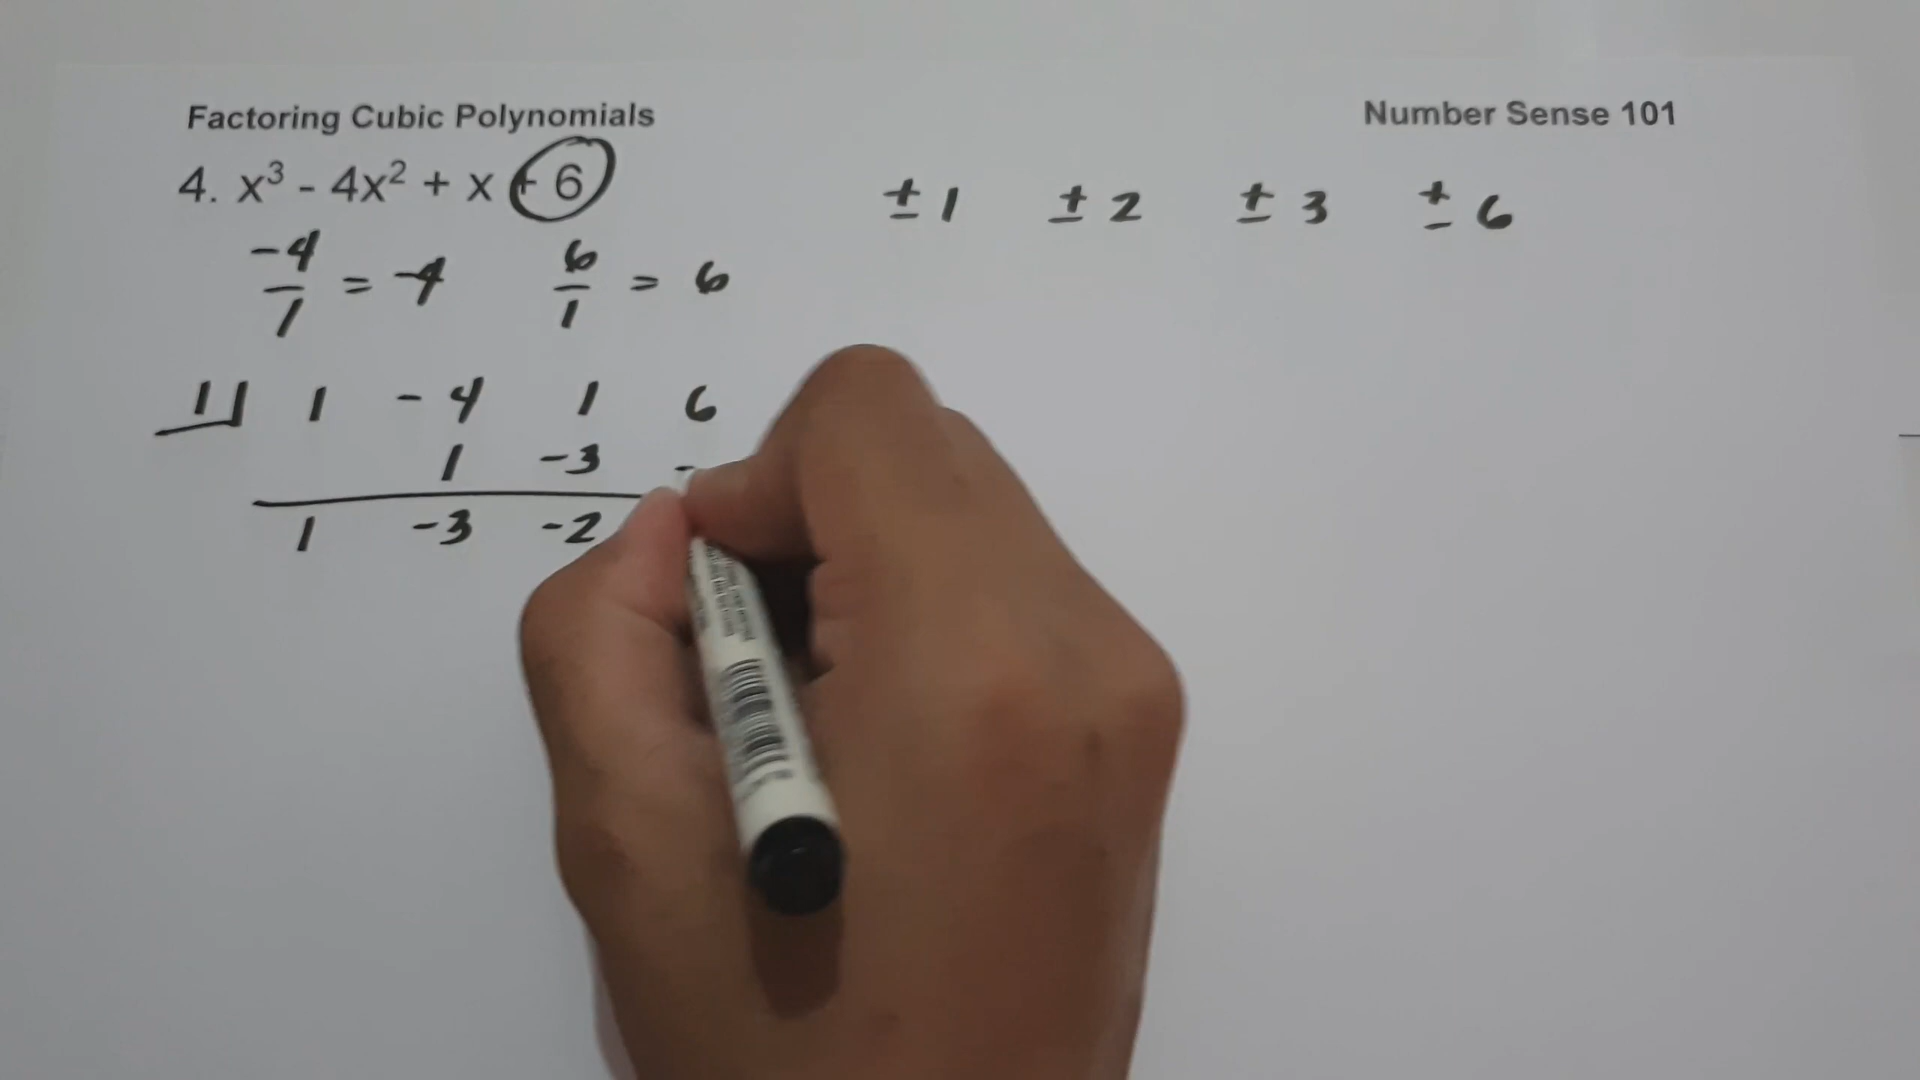 Factoring Cubic Polynomials
Number Sense 101
4. x³ - 4x² + x + 6
± 1 ± 2 ± 3 ± 6
-4/1 = -4 6/1 = 6
1 1 -4 1 6
1 -3 -
1 -3 -2